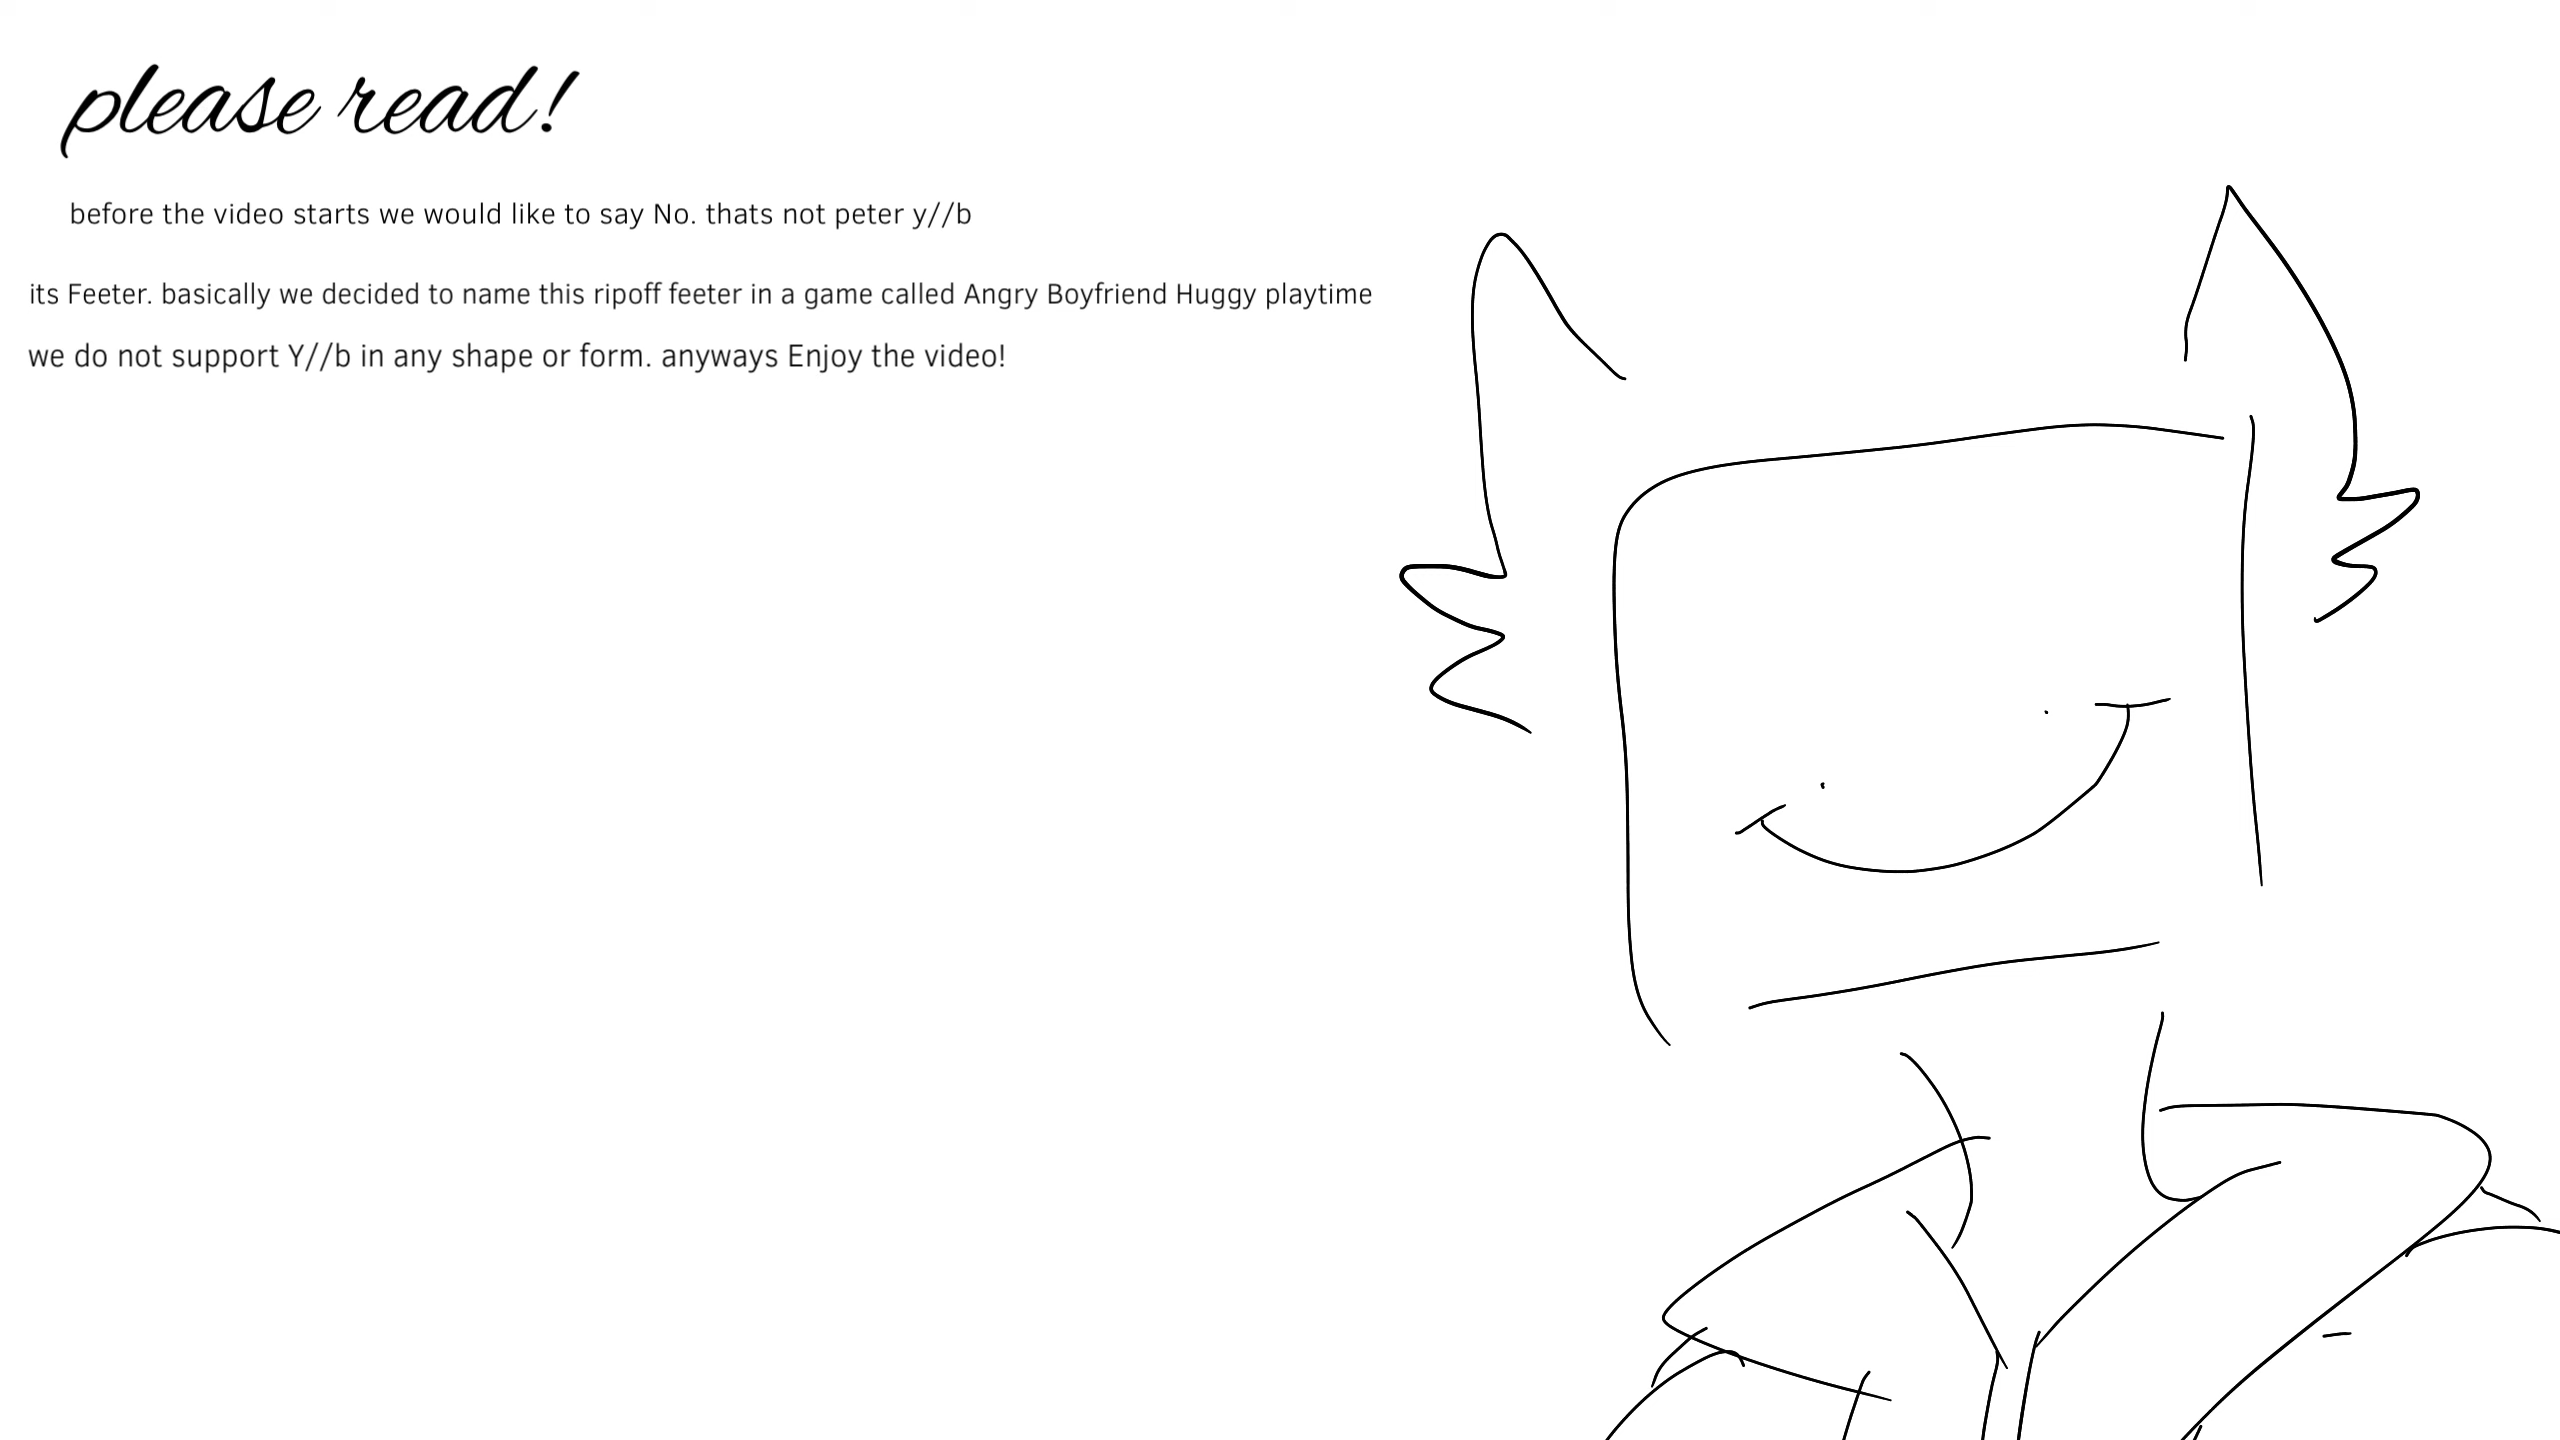 please read!
before the video starts we would like to say No. thats not peter y//b
its Feeter. basically we decided to name this ripoff feeter in a game called Angry Boyfriend Huggy playtime
we do not support Y//b in any shape or form. anyways Enjoy the video!